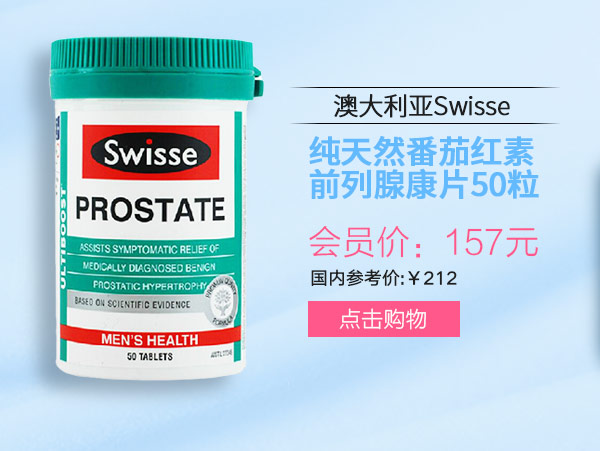 Swisse
PROSTATE
ULTIBOOST
ASSISTS SYMPTOMATIC RELIEF OF
MEDICALLY DIAGNOSED BENIGN
PROSTATIC HYPERTROPHY
BASED ON SCIENTIFIC EVIDENCE
PREMIUM QUALITY
FORMULA
MEN'S HEALTH
50 TABLETS
澳大利亚Swisse
纯天然番茄红素
前列腺康片50粒
会员价：157元
国内参考价:￥212
点击购物